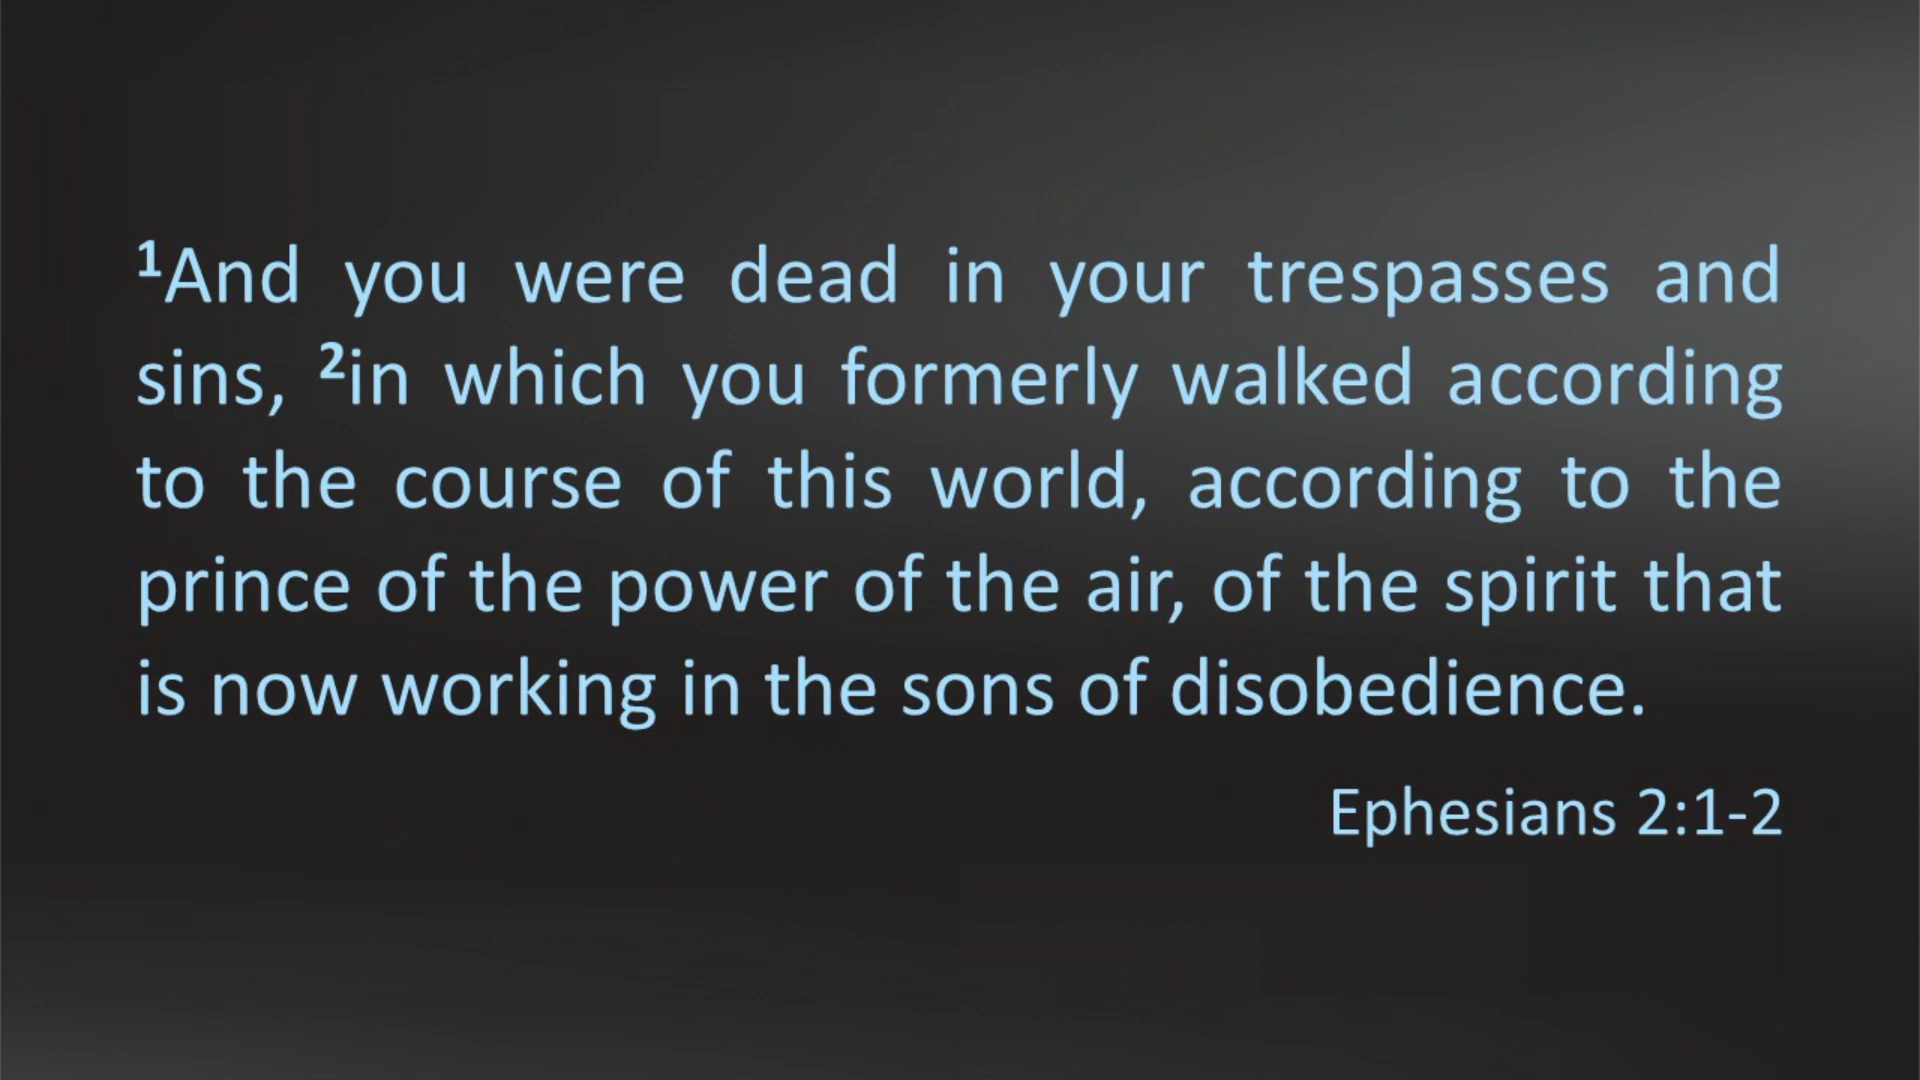 ¹And you were dead in your trespasses and
sins, ²in which you formerly walked according
to the course of this world, according to the
prince of the power of the air, of the spirit that
is now working in the sons of disobedience.
Ephesians 2:1-2